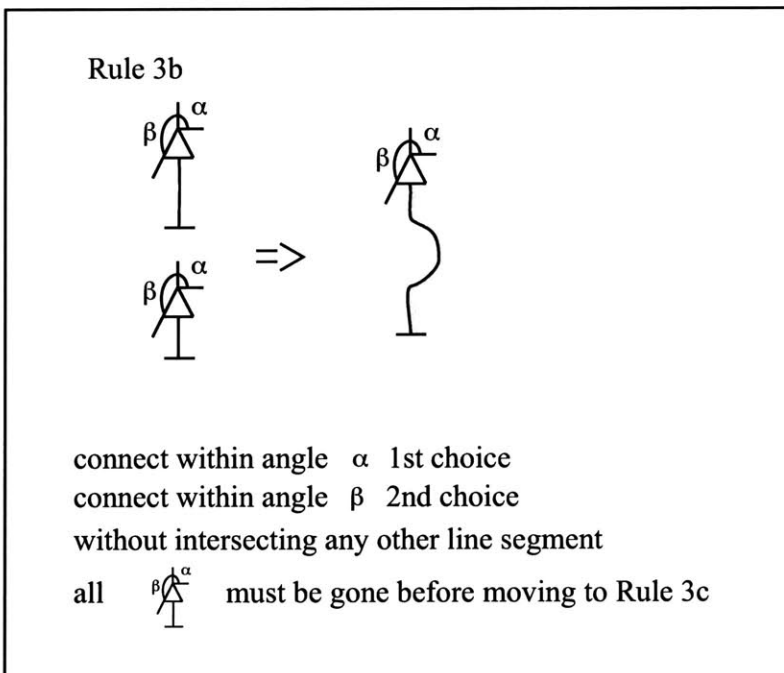 Rule 3b
α
β
α
β
α
β
connect within angle α 1st choice
connect within angle β 2nd choice
without intersecting any other line segment
all β α must be gone before moving to Rule 3c